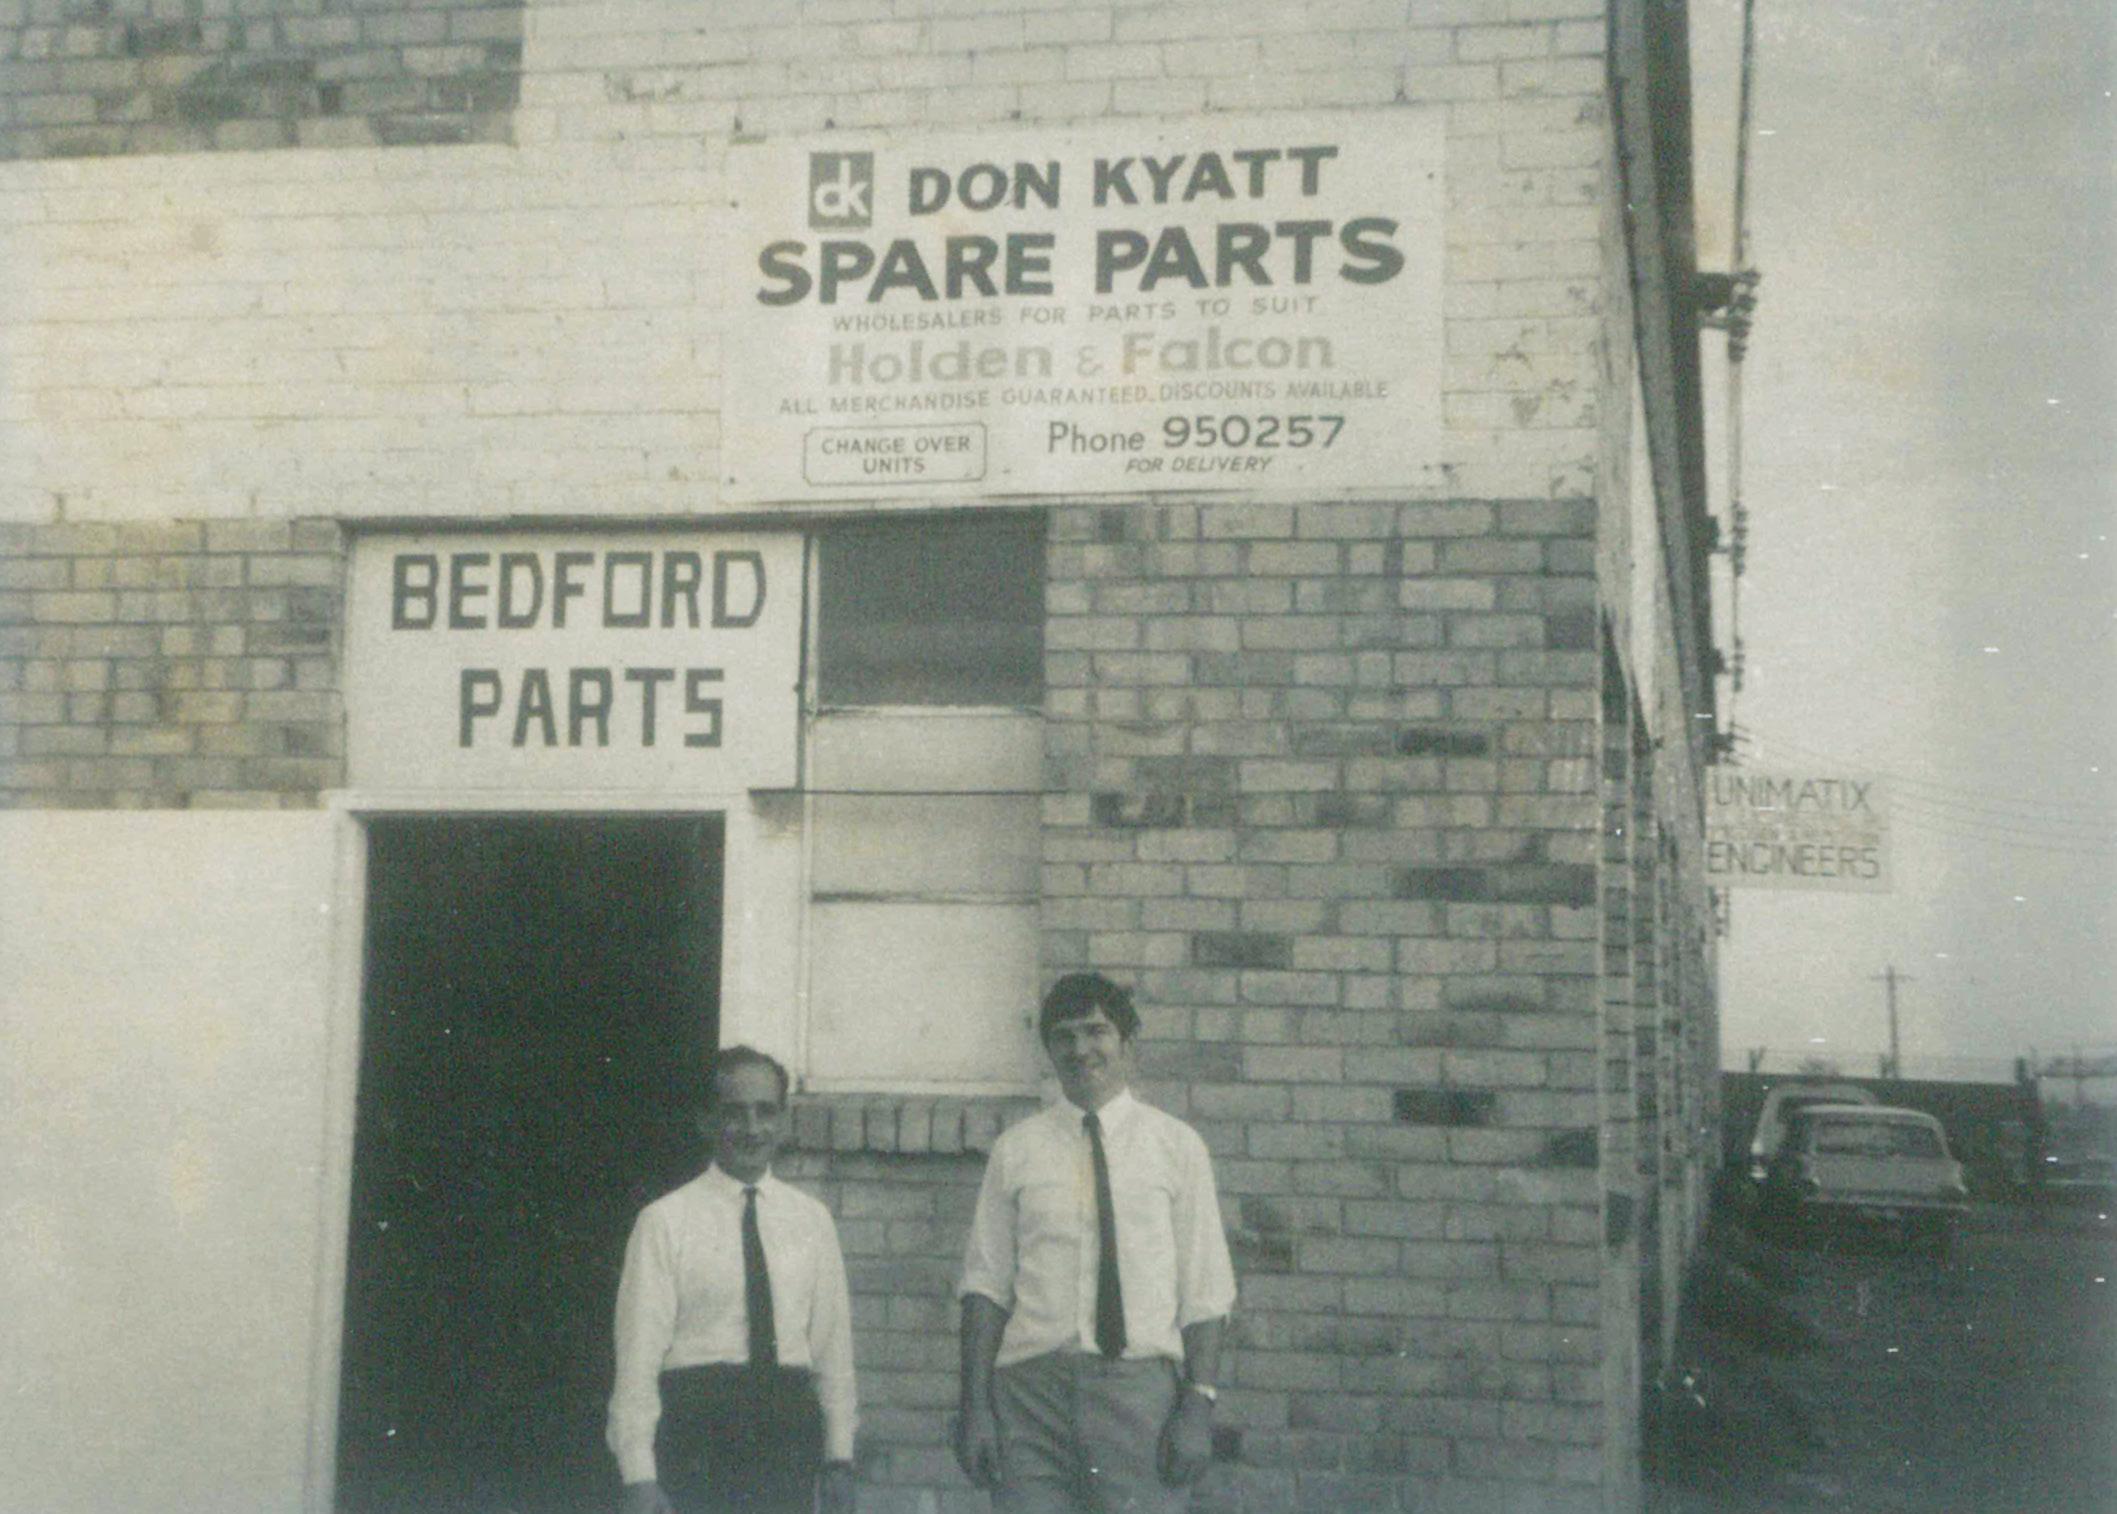 dk DON KYATT
SPARE PARTS
WHOLESALERS FOR PARTS TO SUIT
Holden & Falcon
ALL MERCHANDISE GUARANTEED. DISCOUNTS AVAILABLE
CHANGE OVER
UNITS
Phone 950257
FOR DELIVERY
BEDFORD
PARTS
UNIMATIX
ENGINEERS